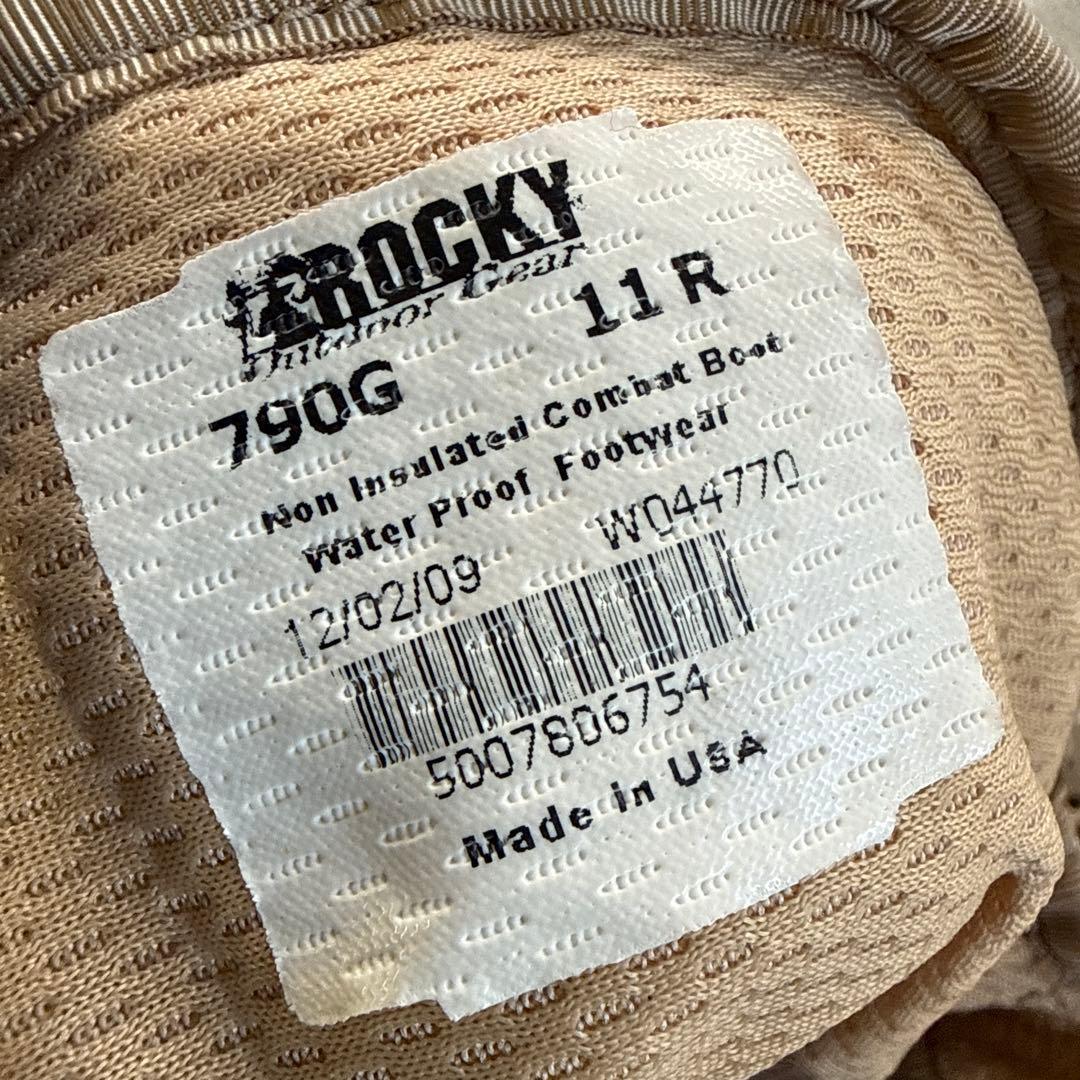 ROCKY
Outdoor Gear
790G 11 R
Non Insulated Combat Boot
Water Proof Footwear
12/02/09 W044770
5007806754
Made in USA